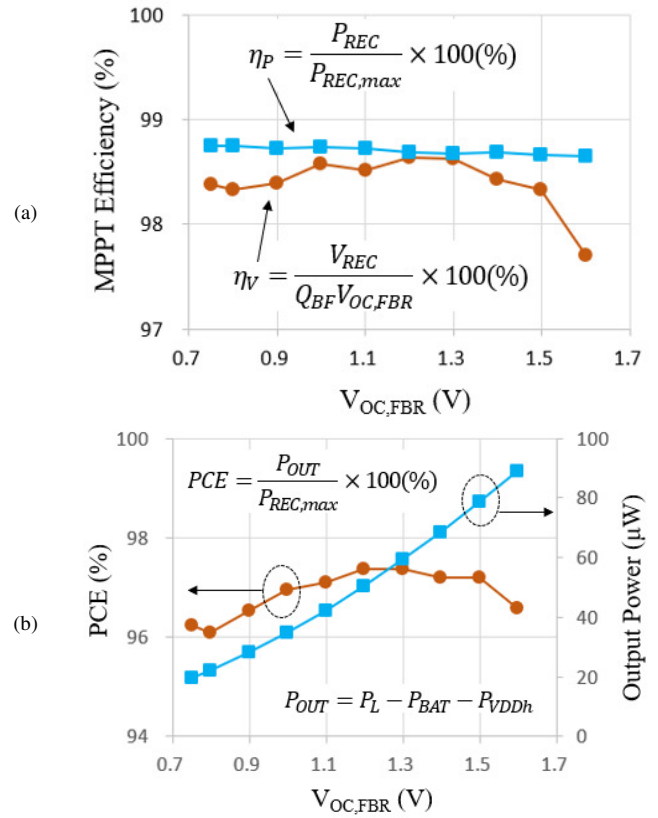 (a)
MPPT Efficiency (%)
100
99
98
97
η_P = P_REC / P_REC,max × 100(%)
η_V = V_REC / Q_BF V_OC,FBR × 100(%)
0.7 0.9 1.1 1.3 1.5 1.7
V_OC,FBR (V)
(b)
PCE (%)
100
98
96
94
PCE = P_OUT / P_REC,max × 100(%)
P_OUT = P_L − P_BAT − P_VDDh
100
80
60
40
20
0
Output Power (μW)
0.7 0.9 1.1 1.3 1.5 1.7
V_OC,FBR (V)